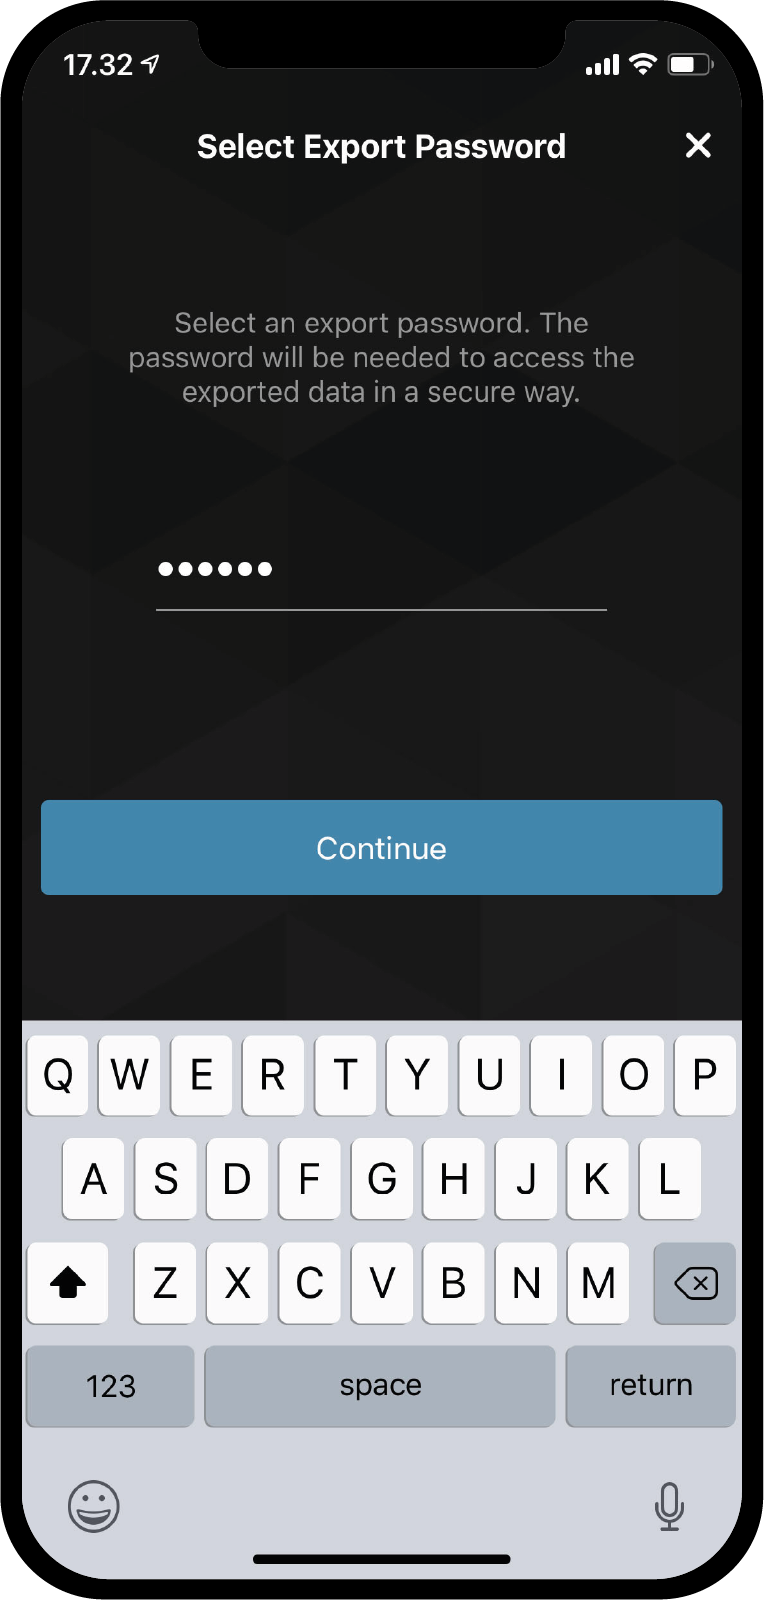 17.32
Select Export Password
Select an export password. The
password will be needed to access the
exported data in a secure way.
••••••
Continue
Q W E R T Y U I O P
A S D F G H J K L
Z X C V B N M
123 space return